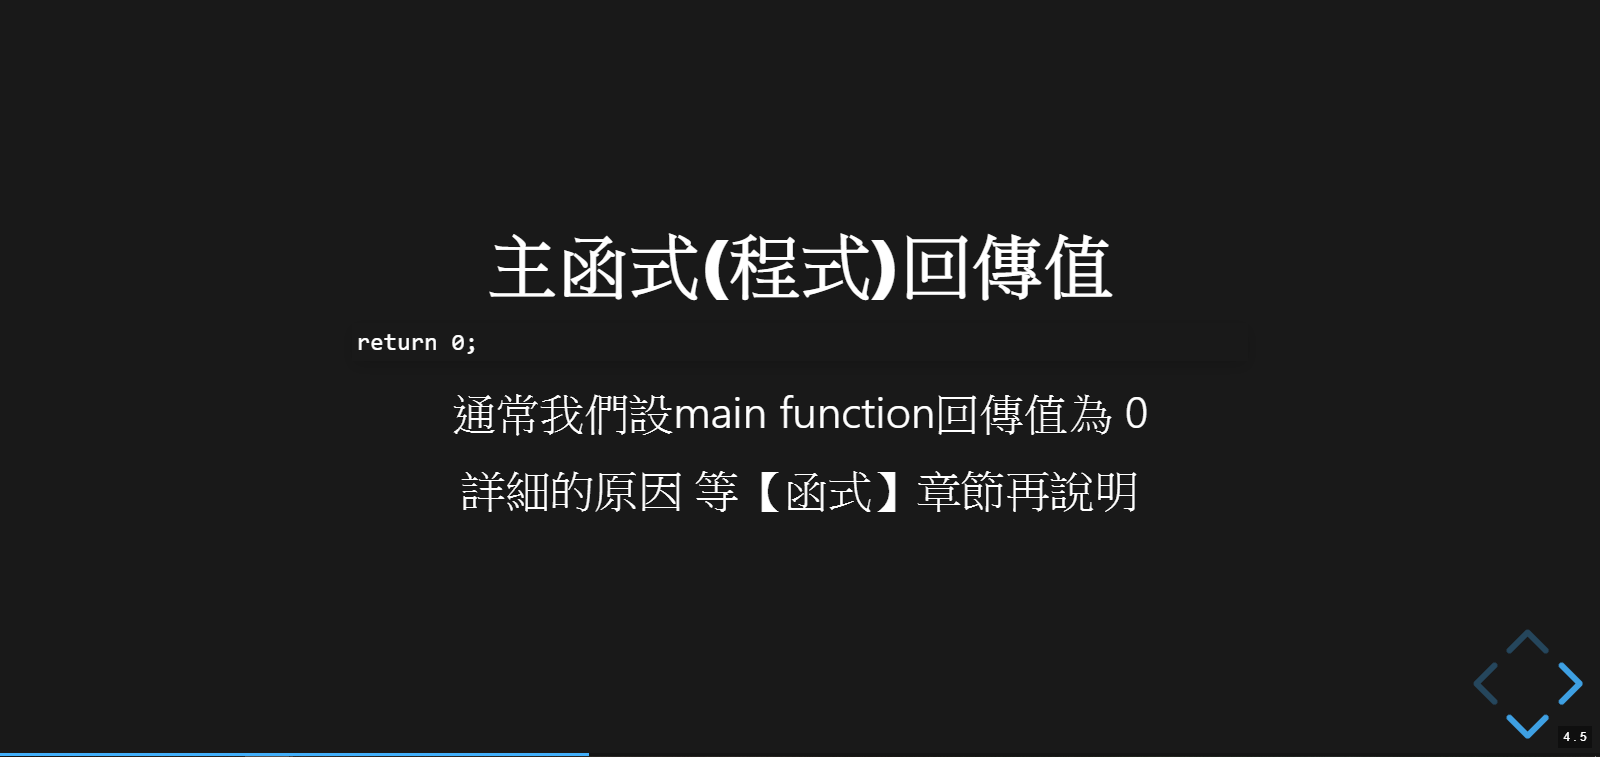 主函式(程式)回傳值
return 0;
通常我們設main function回傳值為 0
詳細的原因 等【函式】章節再說明
4.5